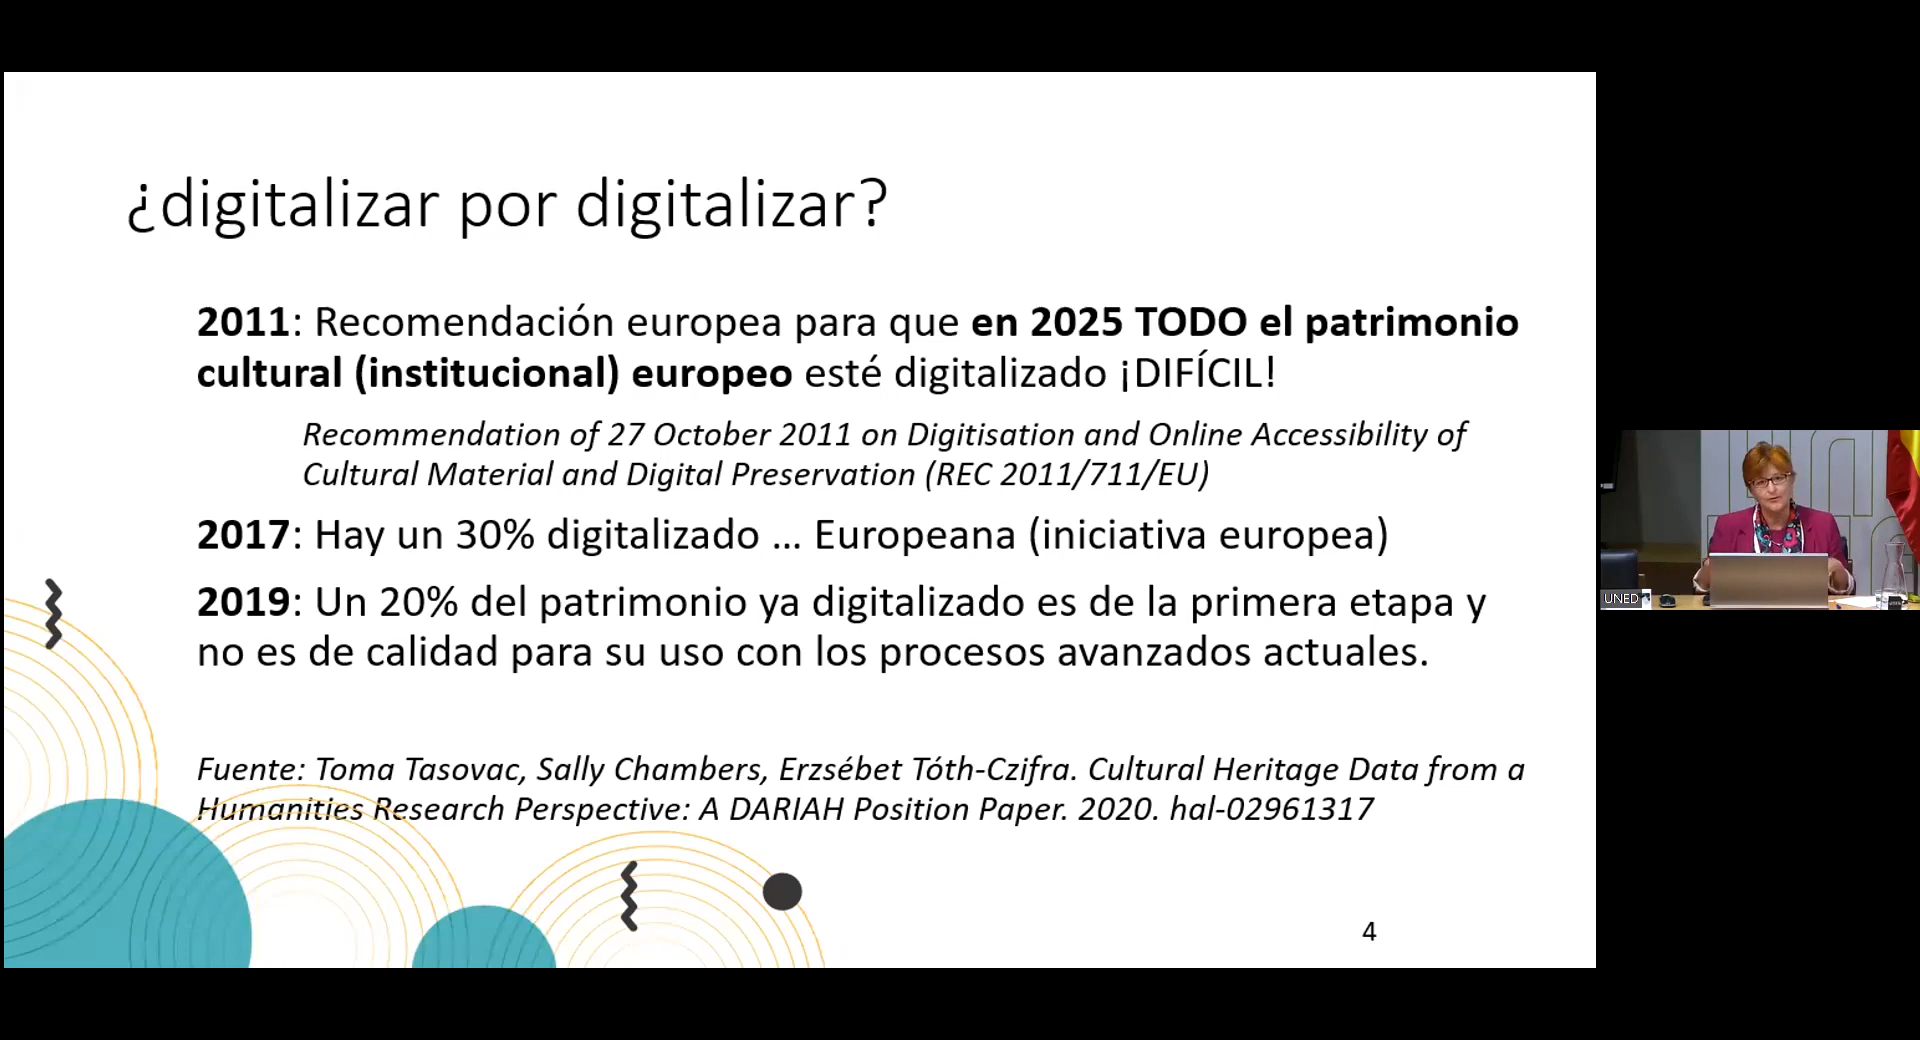 ¿digitalizar por digitalizar?
2011: Recomendación europea para que en 2025 TODO el patrimonio
cultural (institucional) europeo esté digitalizado ¡DIFÍCIL!
Recommendation of 27 October 2011 on Digitisation and Online Accessibility of
Cultural Material and Digital Preservation (REC 2011/711/EU)
2017: Hay un 30% digitalizado ... Europeana (iniciativa europea)
2019: Un 20% del patrimonio ya digitalizado es de la primera etapa y
no es de calidad para su uso con los procesos avanzados actuales.
Fuente: Toma Tasovac, Sally Chambers, Erzsébet Tóth-Czifra. Cultural Heritage Data from a
Humanities Research Perspective: A DARIAH Position Paper. 2020. hal-02961317
4
UNED